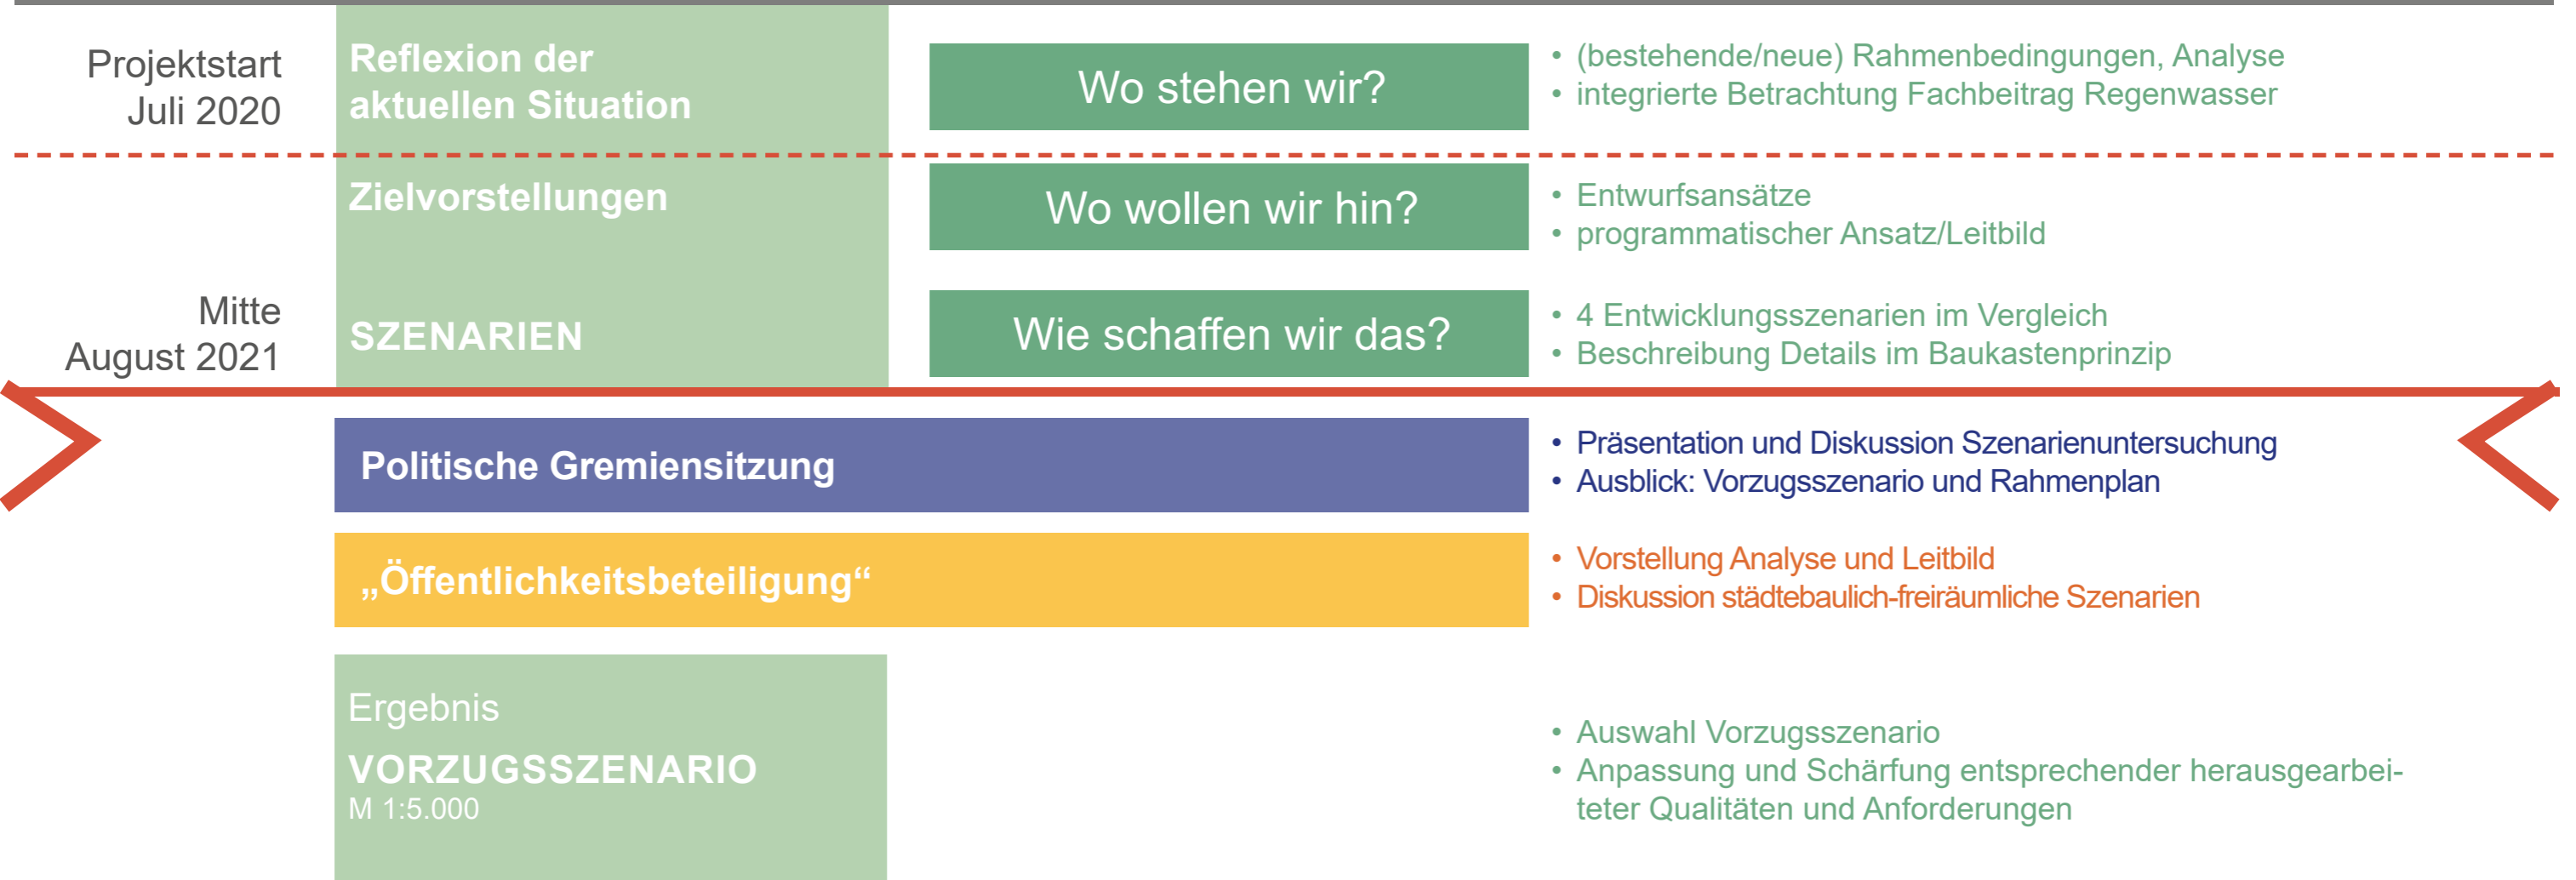 Projektstart
Juli 2020
Reflexion der
aktuellen Situation
Wo stehen wir?
• (bestehende/neue) Rahmenbedingungen, Analyse
• integrierte Betrachtung Fachbeitrag Regenwasser
Zielvorstellungen
Wo wollen wir hin?
• Entwurfsansätze
• programmatischer Ansatz/Leitbild
Mitte
August 2021
SZENARIEN
Wie schaffen wir das?
• 4 Entwicklungsszenarien im Vergleich
• Beschreibung Details im Baukastenprinzip
Politische Gremiensitzung
• Präsentation und Diskussion Szenarienuntersuchung
• Ausblick: Vorzugsszenario und Rahmenplan
„Öffentlichkeitsbeteiligung“
• Vorstellung Analyse und Leitbild
• Diskussion städtebaulich-freiräumliche Szenarien
Ergebnis
VORZUGSSZENARIO
M 1:5.000
• Auswahl Vorzugsszenario
• Anpassung und Schärfung entsprechender herausgearbei-
teter Qualitäten und Anforderungen